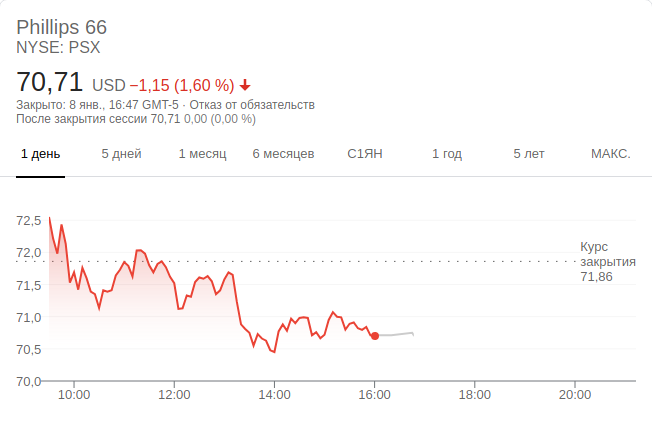 Phillips 66
NYSE: PSX
70,71 USD −1,15 (1,60 %)
Закрыто: 8 янв., 16:47 GMT-5 · Отказ от обязательств
После закрытия сессии 70,71 0,00 (0,00 %)
1 день 5 дней 1 месяц 6 месяцев С1ЯН 1 год 5 лет МАКС.
72,5
72,0
71,5
71,0
70,5
70,0
Курс
закрытия
71,86
10:00 12:00 14:00 16:00 18:00 20:00